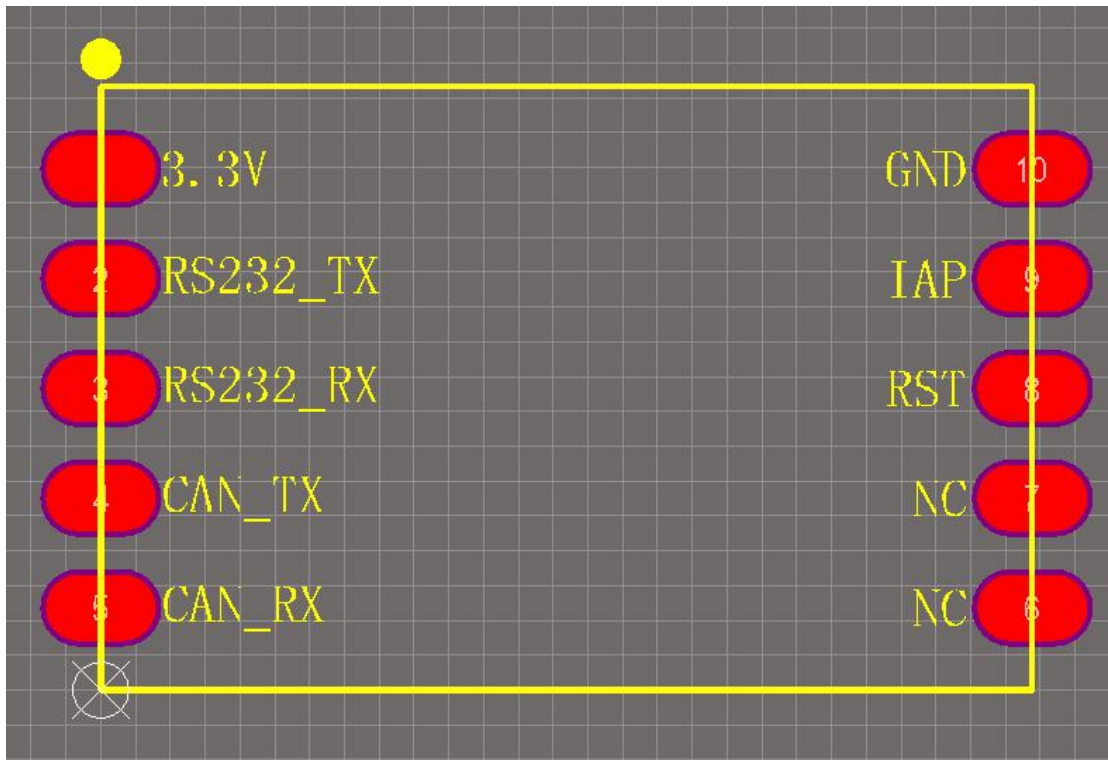 3.3V GND 10
2 RS232_TX IAP 9
3 RS232_RX RST 8
4 CAN_TX NC 7
5 CAN_RX NC 6